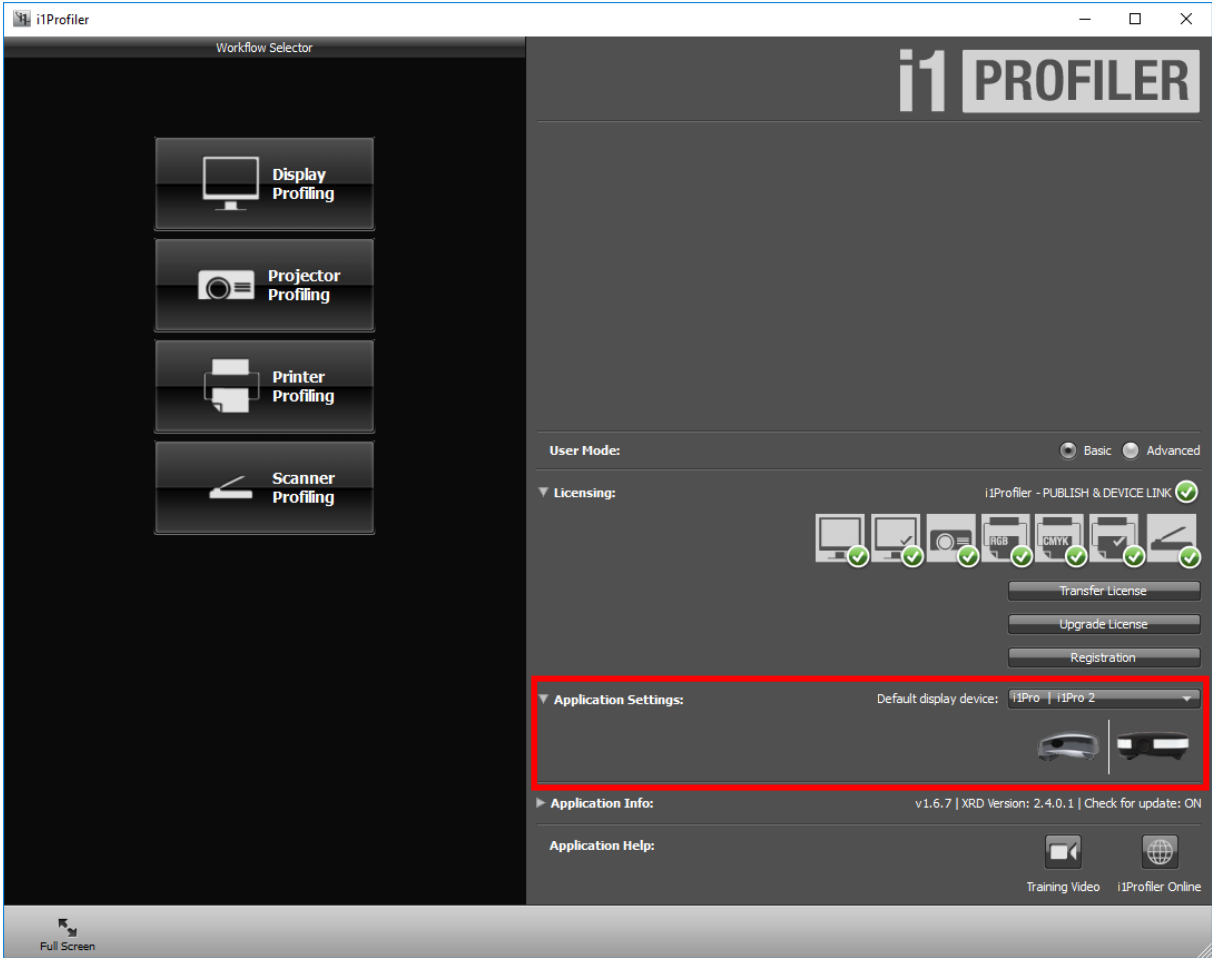 i1Profiler
Workflow Selector
Display
Profiling
Projector
Profiling
Printer
Profiling
Scanner
Profiling
Full Screen
i1 PROFILER
User Mode: Basic Advanced
Licensing: i1Profiler - PUBLISH & DEVICE LINK
RGB CMYK
Transfer License
Upgrade License
Registration
Application Settings: Default display device: i1Pro | i1Pro 2
Application Info: v1.6.7 | XRD Version: 2.4.0.1 | Check for update: ON
Application Help:
Training Video i1Profiler Online